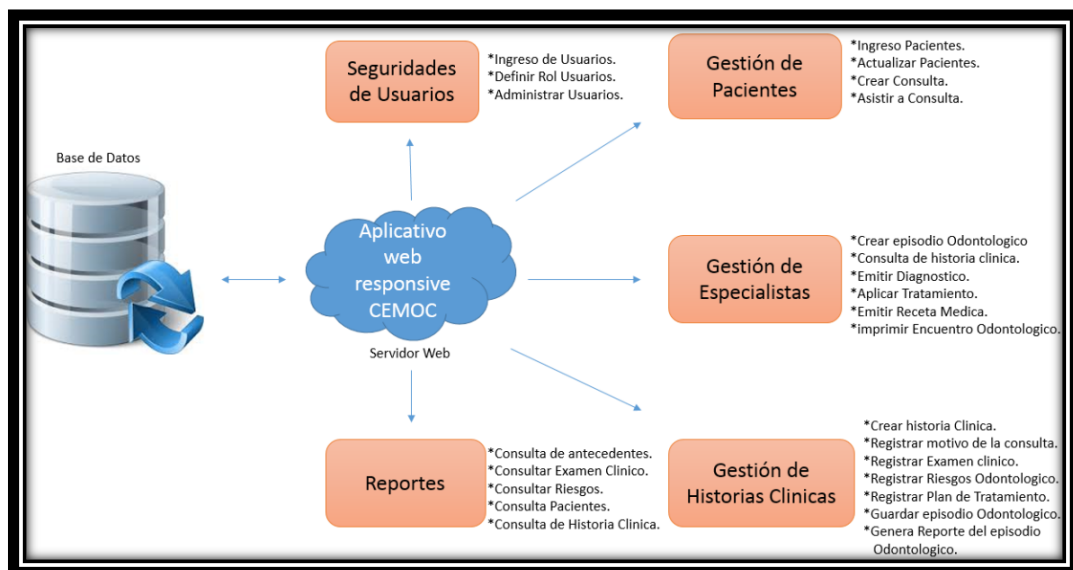 Base de Datos
Aplicativo
web
responsive
CEMOC
Servidor Web
Seguridades
de Usuarios
*Ingreso de Usuarios.
*Definir Rol Usuarios.
*Administrar Usuarios.
Gestión de
Pacientes
*Ingreso Pacientes.
*Actualizar Pacientes.
*Crear Consulta.
*Asistir a Consulta.
Gestión de
Especialistas
*Crear episodio Odontologico
*Consulta de historia clinica.
*Emitir Diagnostico.
*Aplicar Tratamiento.
*Emitir Receta Medica.
*imprimir Encuentro Odontologico.
Reportes
*Consulta de antecedentes.
*Consultar Examen Clinico.
*Consultar Riesgos.
*Consulta Pacientes.
*Consulta de Historia Clinica.
Gestión de
Historias Clinicas
*Crear historia Clinica.
*Registrar motivo de la consulta.
*Registrar Examen clinico.
*Registrar Riesgos Odontologico.
*Registrar Plan de Tratamiento.
*Guardar episodio Odontologico.
*Genera Reporte del episodio
Odontologico.